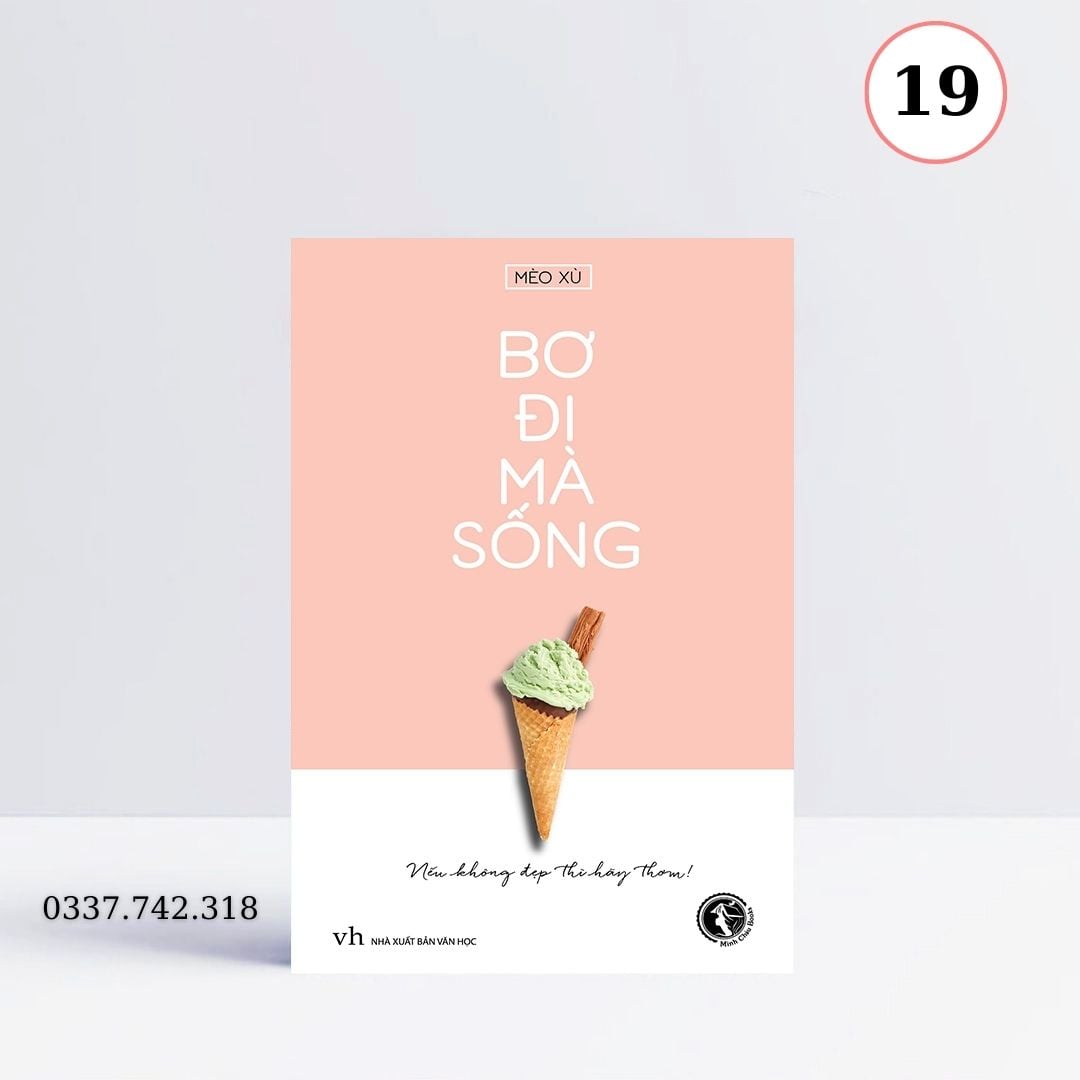 19
MÈO XÙ
BƠ
ĐỊ
MÀ
SỐNG
Nếu không đẹp thì hãy thơm!
0337.742.318
vh NHÀ XUẤT BẢN VĂN HỌC
Minh Châu Books